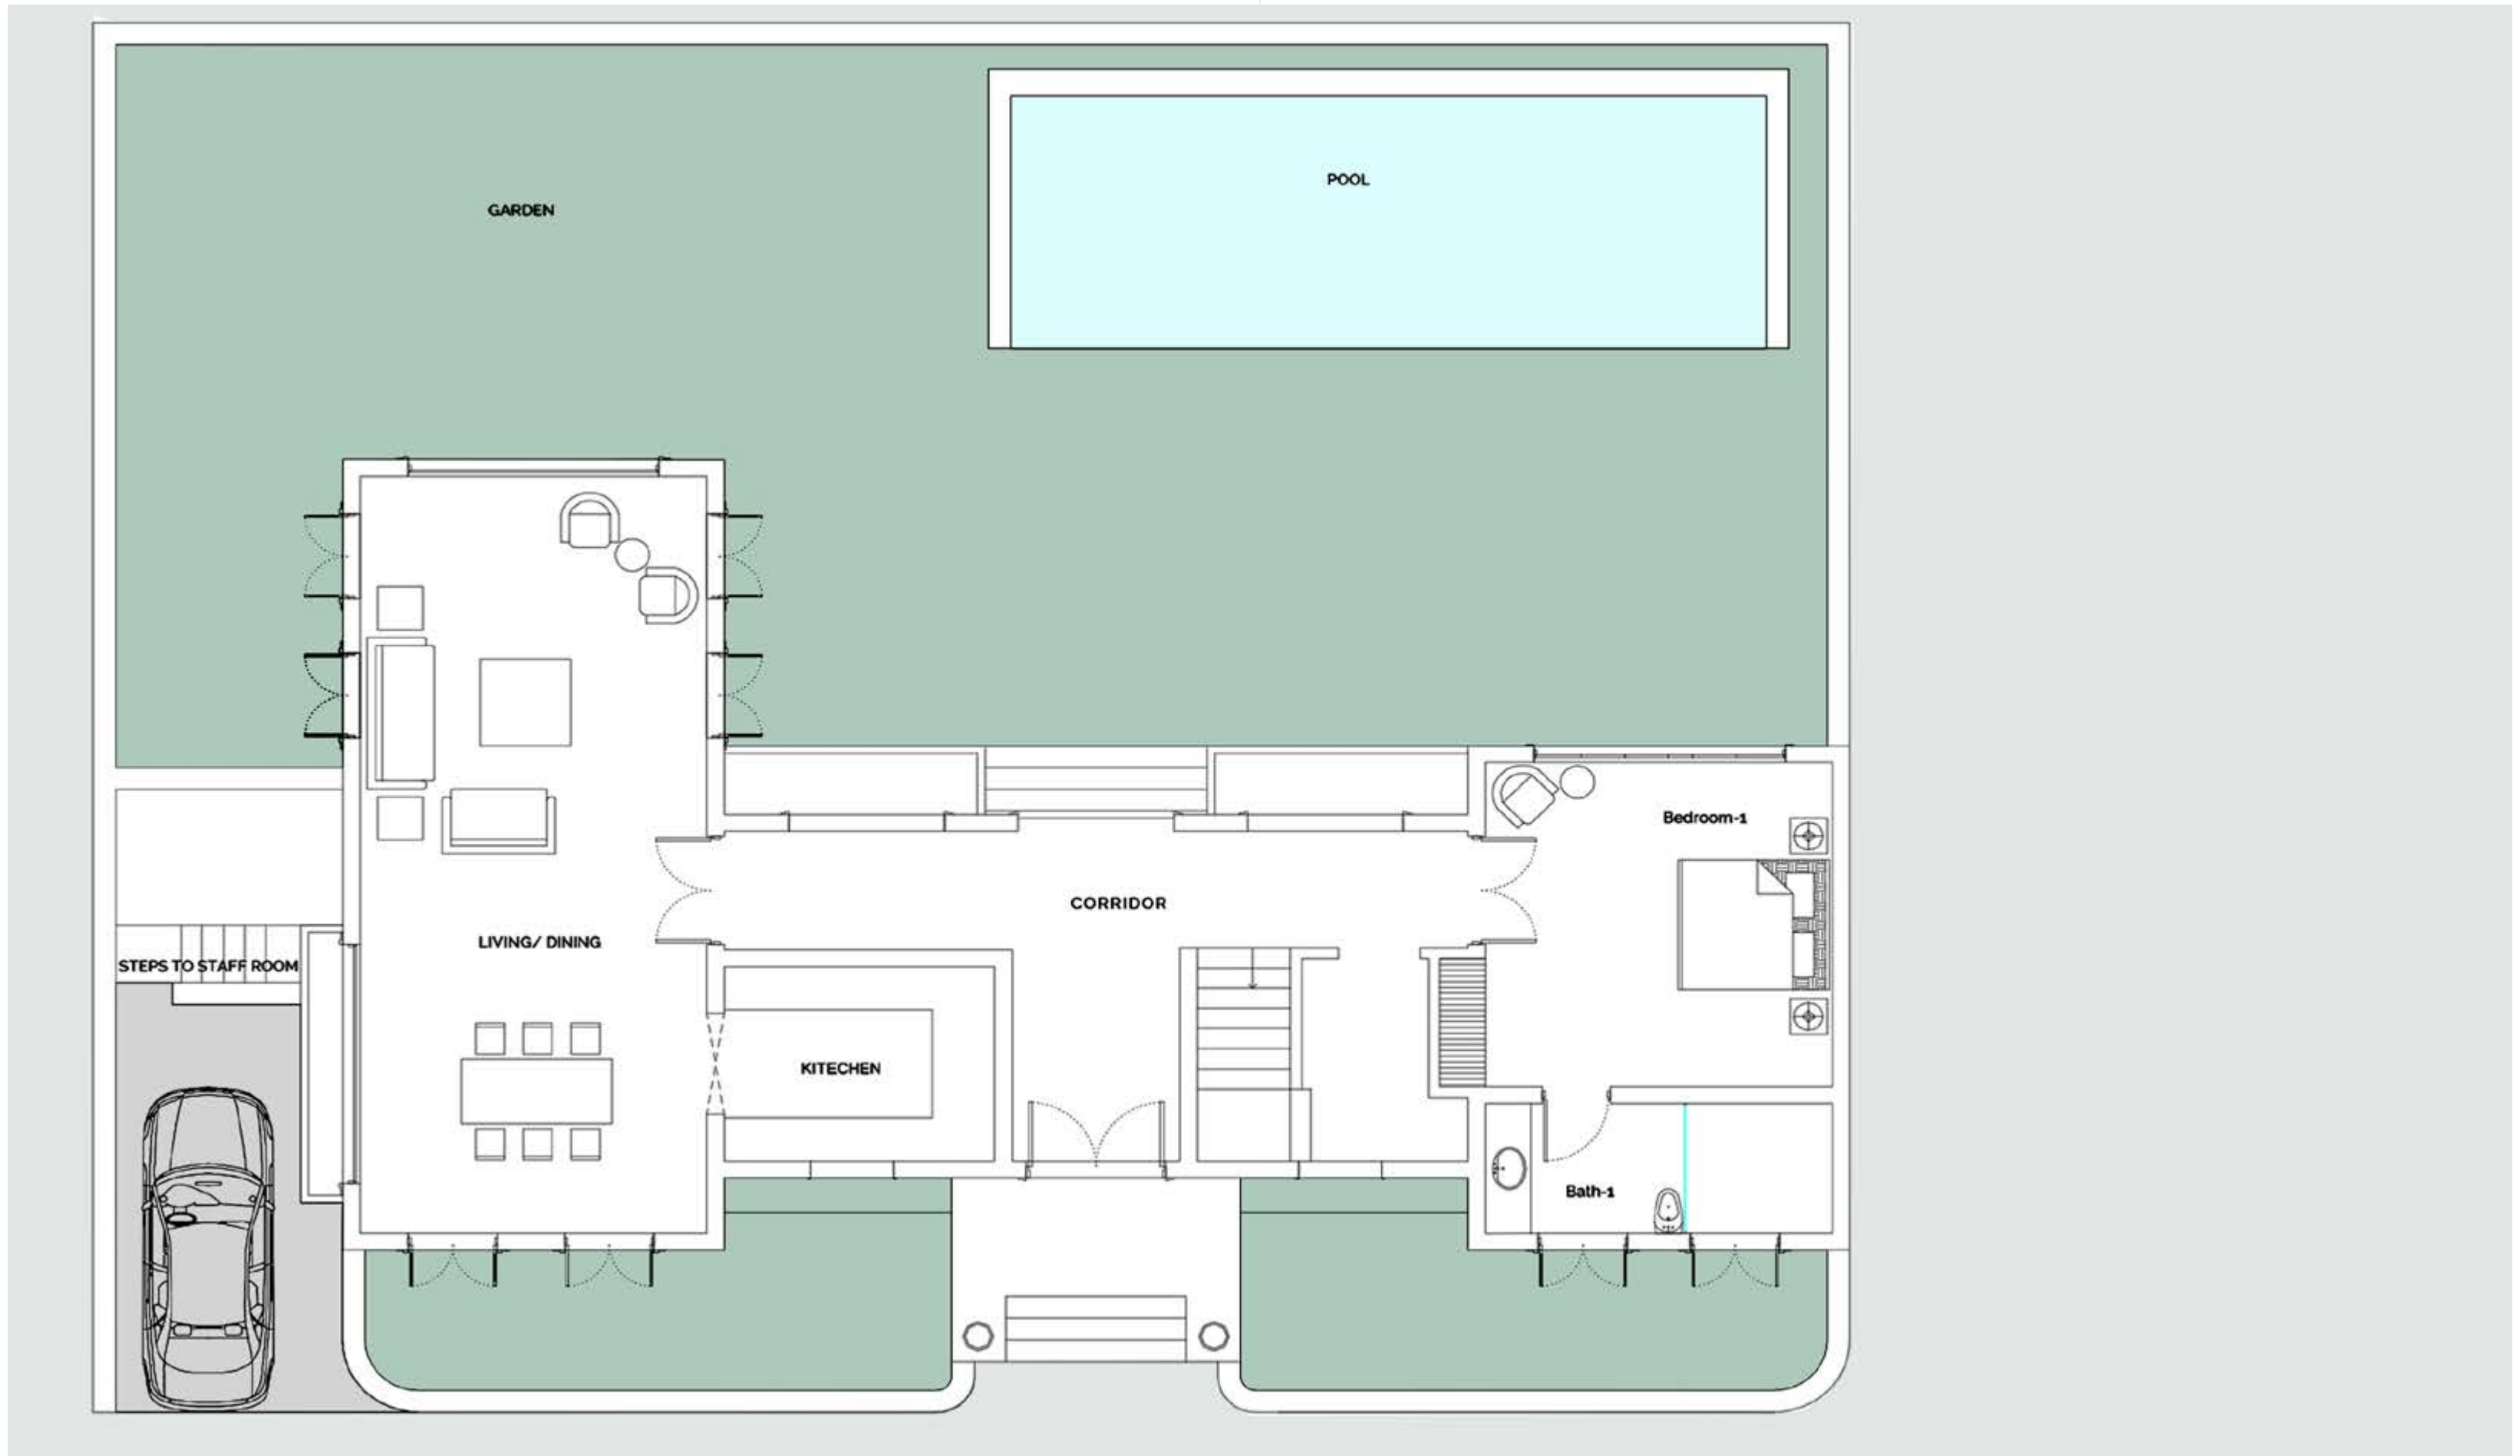 POOL
GARDEN
Bedroom-1
CORRIDOR
LIVING/ DINING
STEPS TO STAFF ROOM
KITECHEN
Bath-1